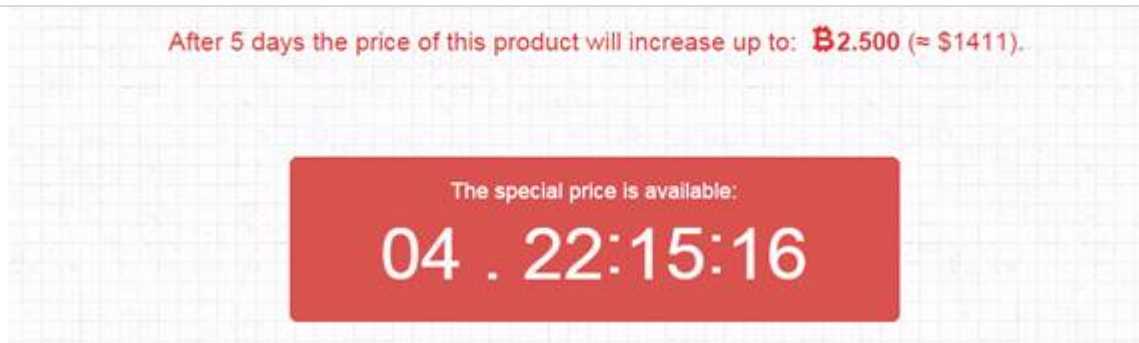 After 5 days the price of this product will increase up to: ₿2.500 (≈ $1411).
The special price is available:
04 . 22:15:16